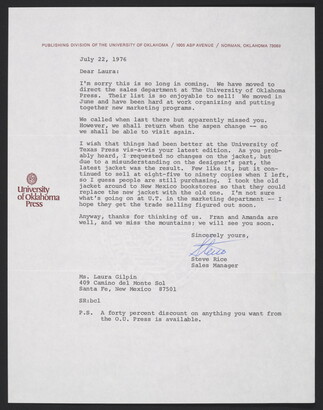 PUBLISHING DIVISION OF THE UNIVERSITY OF OKLAHOMA / 1005 ASP AVENUE / NORMAN, OKLAHOMA 73069
July 22, 1976
Dear Laura:
I'm sorry this is so long in coming. We have moved to
direct the sales department at The University of Oklahoma
Press. Their list is so enjoyable to sell! We moved in
June and have been hard at work organizing and putting
together new marketing programs.
We called when last there but apparently missed you.
However, we shall return when the aspen change -- so
we shall be able to visit again.
I wish that things had been better at the University of
Texas Press vis-a-vis your latest edition. As you prob-
ably heard, I requested no changes on the jacket, but
due to a misunderstanding on the designer's part, the
latest jacket was the result. Few like it, but it con-
tinued to sell at eight-five to ninety copies when I left,
so I guess people are still purchasing. I took the old
jacket around to New Mexico bookstores so that they could
replace the new jacket with the old one. I'm not sure
what's going on at U.T. in the marketing department -- I
hope they get the trade selling figured out soon.
Anyway, thanks for thinking of us. Fran and Amanda are
well, and we miss the mountains; we will see you soon.
University
of Oklahoma
Press
Sincerely yours,
Steve
Steve Rice
Sales Manager
Ms. Laura Gilpin
409 Camino del Monte Sol
Santa Fe, New Mexico 87501
SR:bol
P.S. A forty percent discount on anything you want from
the O.U. Press is available.